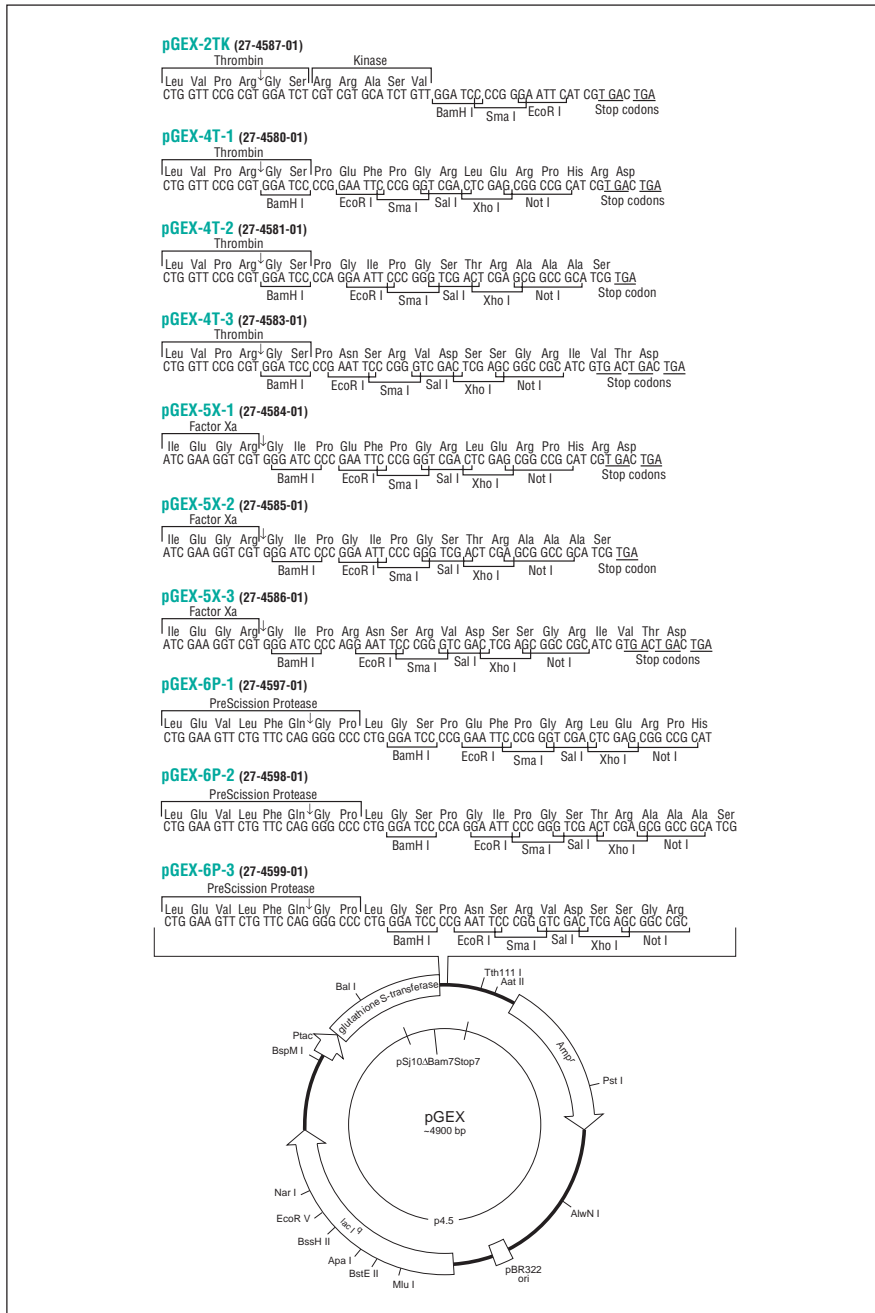 pGEX-2TK (27-4587-01)
Thrombin Kinase
Leu Val Pro Arg↓Gly Ser Arg Arg Ala Ser Val
CTG GTT CCG CGT GGA TCT CGT CGT GCA TCT GTT GGA TCC CCG GGA ATT CAT CGT GAC TGA
BamH I Sma I EcoR I Stop codons
pGEX-4T-1 (27-4580-01)
Thrombin
Leu Val Pro Arg↓Gly Ser Pro Glu Phe Pro Gly Arg Leu Glu Arg Pro His Arg Asp
CTG GTT CCG CGT GGA TCC CCG GAA TTC CCG GGT CGA CTC GAG CGG CCG CAT CGT GAC TGA
BamH I EcoR I Sma I Sal I Xho I Not I Stop codons
pGEX-4T-2 (27-4581-01)
Thrombin
Leu Val Pro Arg↓Gly Ser Pro Gly Ile Pro Gly Ser Thr Arg Ala Ala Ala Ser
CTG GTT CCG CGT GGA TCC CCA GGA ATT CCC GGG TCG ACT CGA GCG GCC GCA TCG TGA
BamH I EcoR I Sma I Sal I Xho I Not I Stop codon
pGEX-4T-3 (27-4583-01)
Thrombin
Leu Val Pro Arg↓Gly Ser Pro Asn Ser Arg Val Asp Ser Ser Gly Arg Ile Val Thr Asp
CTG GTT CCG CGT GGA TCC CCG AAT TCC CGG GTC GAC TCG AGC GGC CGC ATC GTG ACT GAC TGA
BamH I EcoR I Sma I Sal I Xho I Not I Stop codons
pGEX-5X-1 (27-4584-01)
Factor Xa
Ile Glu Gly Arg↓Gly Ile Pro Glu Phe Pro Gly Arg Leu Glu Arg Pro His Arg Asp
ATC GAA GGT CGT GGG ATC CCC GAA TTC CCG GGT CGA CTC GAG CGG CCG CAT CGT GAC TGA
BamH I EcoR I Sma I Sal I Xho I Not I Stop codons
pGEX-5X-2 (27-4585-01)
Factor Xa
Ile Glu Gly Arg↓Gly Ile Pro Gly Ile Pro Gly Ser Thr Arg Ala Ala Ala Ser
ATC GAA GGT CGT GGG ATC CCC GGA ATT CCC GGG TCG ACT CGA GCG GCC GCA TCG TGA
BamH I EcoR I Sma I Sal I Xho I Not I Stop codon
pGEX-5X-3 (27-4586-01)
Factor Xa
Ile Glu Gly Arg↓Gly Ile Pro Arg Asn Ser Arg Val Asp Ser Ser Gly Arg Ile Val Thr Asp
ATC GAA GGT CGT GGG ATC CCC AGG AAT TCC CGG GTC GAC TCG AGC GGC CGC ATC GTG ACT GAC TGA
BamH I EcoR I Sma I Sal I Xho I Not I Stop codons
pGEX-6P-1 (27-4597-01)
PreScission Protease
Leu Glu Val Leu Phe Gln↓Gly Pro Leu Gly Ser Pro Glu Phe Pro Gly Arg Leu Glu Arg Pro His
CTG GAA GTT CTG TTC CAG GGG CCC CTG GGA TCC CCG GAA TTC CCG GGT CGA CTC GAG CGG CCG CAT
BamH I EcoR I Sma I Sal I Xho I Not I
pGEX-6P-2 (27-4598-01)
PreScission Protease
Leu Glu Val Leu Phe Gln↓Gly Pro Leu Gly Ser Pro Gly Ile Pro Gly Ser Thr Arg Ala Ala Ala Ser
CTG GAA GTT CTG TTC CAG GGG CCC CTG GGA TCC CCA GGA ATT CCC GGG TCG ACT CGA GCG GCC GCA TCG
BamH I EcoR I Sma I Sal I Xho I Not I
pGEX-6P-3 (27-4599-01)
PreScission Protease
Leu Glu Val Leu Phe Gln↓Gly Pro Leu Gly Ser Pro Asn Ser Arg Val Asp Ser Ser Gly Arg
CTG GAA GTT CTG TTC CAG GGG CCC CTG GGA TCC CCG AAT TCC CGG GTC GAC TCG AGC GGC CGC
BamH I EcoR I Sma I Sal I Xho I Not I
Tth111 I
Aat II
Bal I
glutathione S-transferase
Ptac
BspM I
pSj10ΔBam7Stop7
Ampʳ
Pst I
pGEX
~4900 bp
Nar I
EcoR V
BssH II
Apa I
BstE II
Mlu I
lac I q
p4.5
AlwN I
pBR322
ori